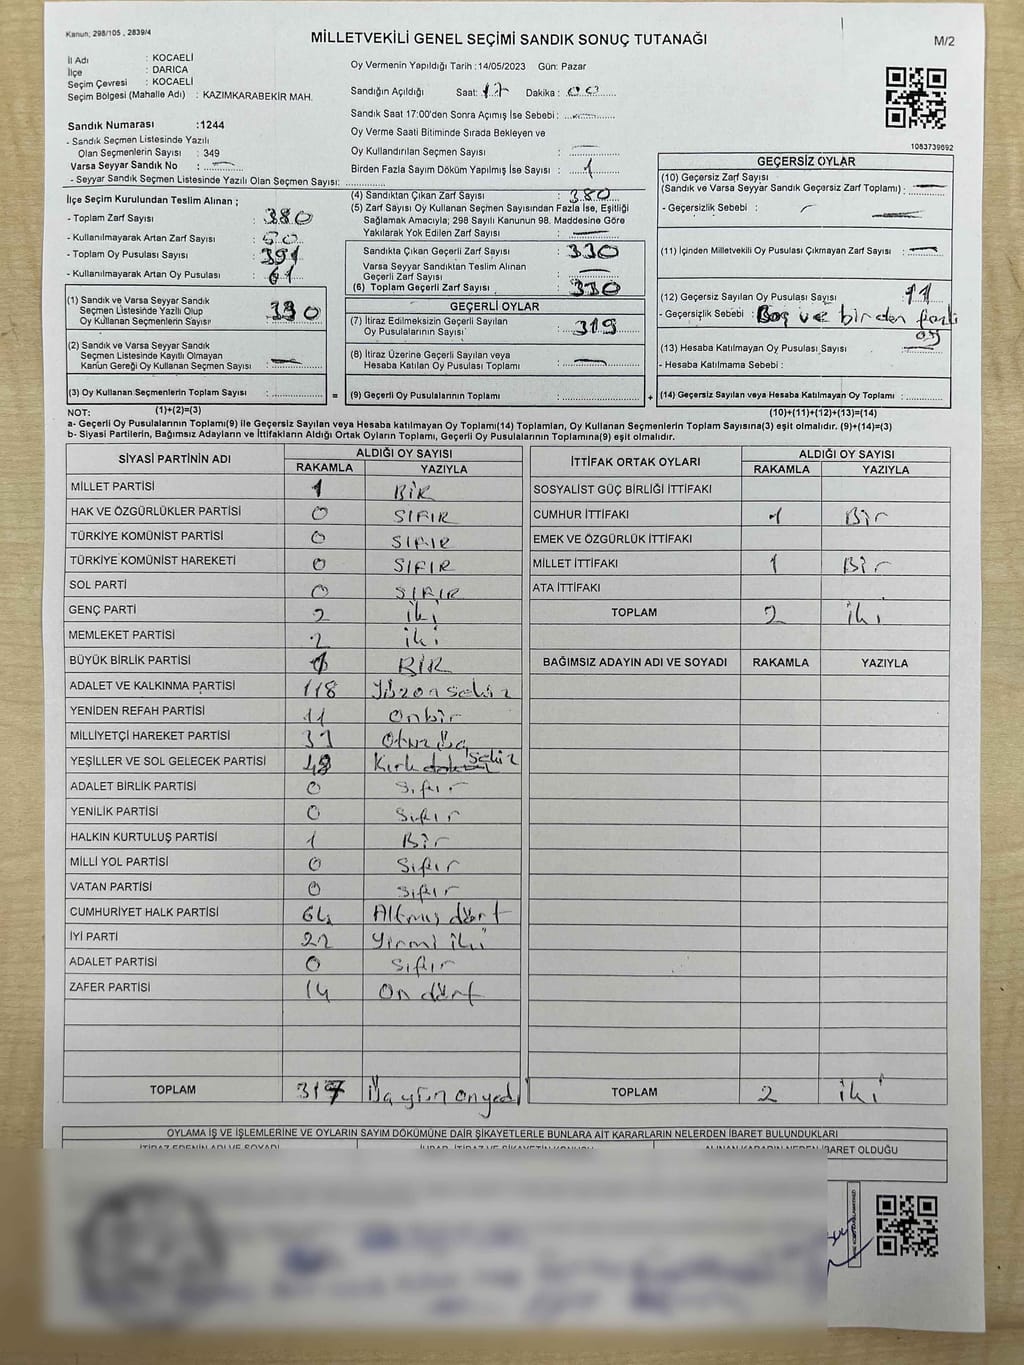 Kanun, 298/105 , 2839/4
MİLLETVEKİLİ GENEL SEÇİMİ SANDIK SONUÇ TUTANAĞI
M/2
İl Adı : KOCAELİ
İlçe : DARICA
Seçim Çevresi : KOCAELİ
Seçim Bölgesi (Mahalle Adı) : KAZIMKARABEKİR MAH.
Sandık Numarası :1244
- Sandık Seçmen Listesinde Yazılı
Olan Seçmenlerin Sayısı : 349
Varsa Seyyar Sandık No :
- Seyyar Sandık Seçmen Listesinde Yazılı Olan Seçmen Sayısı:
Oy Vermenin Yapıldığı Tarih :14/05/2023 Gün: Pazar
Sandığın Açıldığı Saat: 17 Dakika : 00
Sandık Saat 17:00'den Sonra Açımış İse Sebebi :
Oy Verme Saati Bitiminde Sırada Bekleyen ve
Oy Kullandırılan Seçmen Sayısı :
Birden Fazla Sayım Döküm Yapılmış İse Sayısı : 1
1083739692
İlçe Seçim Kurulundan Teslim Alınan ;
- Toplam Zarf Sayısı : 380
- Kullanılmayarak Artan Zarf Sayısı : 50
- Toplam Oy Pusulası Sayısı : 391
- Kullanılmayarak Artan Oy Pusulası : 61
(1) Sandık ve Varsa Seyyar Sandık
Seçmen Listesinde Yazılı Olup
Oy Kullanan Seçmenlerin Sayısı : 330
(2) Sandık ve Varsa Seyyar Sandık
Seçmen Listesinde Kayıtlı Olmayan
Kanun Gereği Oy Kullanan Seçmen Sayısı :
(3) Oy Kullanan Seçmenlerin Toplam Sayısı :
(1)+(2)=(3)
(4) Sandıktan Çıkan Zarf Sayısı : 380
(5) Zarf Sayısı Oy Kullanan Seçmen Sayısından Fazla İse, Eşitliği
Sağlamak Amacıyla; 298 Sayılı Kanunun 98. Maddesine Göre
Yakılarak Yok Edilen Zarf Sayısı :
Sandıkta Çıkan Geçerli Zarf Sayısı : 330
Varsa Seyyar Sandıktan Teslim Alınan
Geçerli Zarf Sayısı :
(6) Toplam Geçerli Zarf Sayısı : 330
GEÇERLİ OYLAR
(7) İtiraz Edilmeksizin Geçerli Sayılan
Oy Pusulalarının Sayısı : 319
(8) İtiraz Üzerine Geçerli Sayılan veya
Hesaba Katılan Oy Pusulası Toplamı :
= (9) Geçerli Oy Pusulalarının Toplamı :
GEÇERSİZ OYLAR
(10) Geçersiz Zarf Sayısı
(Sandık ve Varsa Seyyar Sandık Geçersiz Zarf Toplamı) :
- Geçersizlik Sebebi :
(11) İçinden Milletvekili Oy Pusulası Çıkmayan Zarf Sayısı :
(12) Geçersiz Sayılan Oy Pusulası Sayısı : 11
- Geçersizlik Sebebi : Boş ve birden fazla
oy
(13) Hesaba Katılmayan Oy Pusulası Sayısı :
- Hesaba Katılmama Sebebi :
+ (14) Geçersiz Sayılan veya Hesaba Katılmayan Oy Toplamı :
(10)+(11)+(12)+(13)=(14)
NOT:
a- Geçerli Oy Pusulalarının Toplamı(9) ile Geçersiz Sayılan veya Hesaba katılmayan Oy Toplamı(14) Toplamları, Oy Kullanan Seçmenlerin Toplam Sayısına(3) eşit olmalıdır. (9)+(14)=(3)
b- Siyasi Partilerin, Bağımsız Adayların ve İttifakların Aldığı Ortak Oyların Toplamı, Geçerli Oy Pusulalarının Toplamına(9) eşit olmalıdır.
SİYASİ PARTİNİN ADI ALDIĞI OY SAYISI
RAKAMLA YAZIYLA
MİLLET PARTİSİ 1 BİR
HAK VE ÖZGÜRLÜKLER PARTİSİ 0 SIFIR
TÜRKİYE KOMÜNİST PARTİSİ 0 SIFIR
TÜRKİYE KOMÜNİST HAREKETİ 0 SIFIR
SOL PARTİ 0 SIFIR
GENÇ PARTİ 2 iki
MEMLEKET PARTİSİ 2 iki
BÜYÜK BİRLİK PARTİSİ 1 BİR
ADALET VE KALKINMA PARTİSİ 118 Yüzonsekiz
YENİDEN REFAH PARTİSİ 11 Onbir
MİLLİYETÇİ HAREKET PARTİSİ 33 Otuzüç
YEŞİLLER VE SOL GELECEK PARTİSİ 48 Kırk sekiz
ADALET BİRLİK PARTİSİ 0 Sıfır
YENİLİK PARTİSİ 0 Sıfır
HALKIN KURTULUŞ PARTİSİ 1 Bir
MİLLİ YOL PARTİSİ 0 Sıfır
VATAN PARTİSİ 0 Sıfır
CUMHURİYET HALK PARTİSİ 64 Altmış dört
İYİ PARTİ 22 Yirmi iki
ADALET PARTİSİ 0 Sıfır
ZAFER PARTİSİ 14 On dört
TOPLAM 317 Üçyüzonyedi
İTTİFAK ORTAK OYLARI ALDIĞI OY SAYISI
RAKAMLA YAZIYLA
SOSYALİST GÜÇ BİRLİĞİ İTTİFAKI
CUMHUR İTTİFAKI 1 Bir
EMEK VE ÖZGÜRLÜK İTTİFAKI
MİLLET İTTİFAKI 1 Bir
ATA İTTİFAKI
TOPLAM 2 iki
BAĞIMSIZ ADAYIN ADI VE SOYADI RAKAMLA YAZIYLA
TOPLAM 2 iki
OYLAMA İŞ VE İŞLEMLERİNE VE OYLARIN SAYIM DÖKÜMÜNE DAİR ŞİKAYETLERLE BUNLARA AİT KARARLARIN NELERDEN İBARET BULUNDUKLARI
İTİRAZ EDENİN ADI VE SOYADI İHBAR, İTİRAZ VE ŞİKAYETİN KONUSU ALINAN KARARIN NEDEN İBARET OLDUĞU